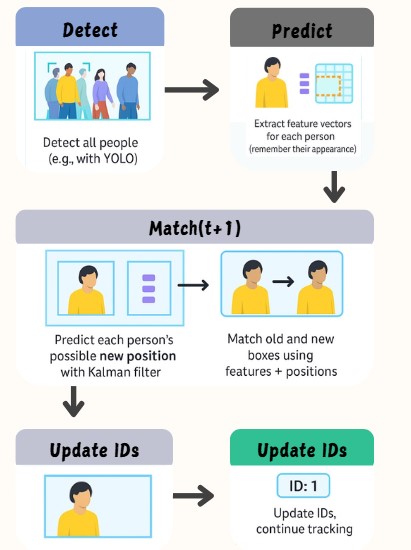 Detect
Predict
Detect all people
(e.g., with YOLO)
Extract feature vectors
for each person
(remember their appearance)
Match(t+1)
Predict each person's
possible new position
with Kalman filter
Match old and new
boxes using
features + positions
Update IDs
Update IDs
ID: 1
Update IDs,
continue tracking